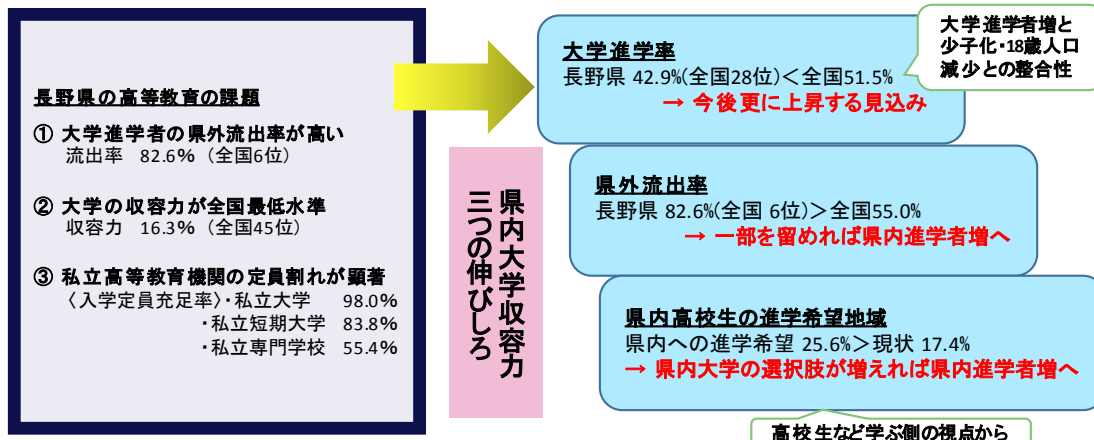 長野県の高等教育の課題
① 大学進学者の県外流出率が高い
流出率 82.6% (全国6位)
② 大学の収容力が全国最低水準
収容力 16.3% (全国45位)
③ 私立高等教育機関の定員割れが顕著
〈入学定員充足率〉・私立大学 98.0%
・私立短期大学 83.8%
・私立専門学校 55.4%
県内大学収容力
三つの伸びしろ
大学進学率
長野県 42.9%(全国28位)<全国51.5%
→ 今後更に上昇する見込み
大学進学者増と
少子化・18歳人口
減少との整合性
県外流出率
長野県 82.6%(全国 6位)>全国55.0%
→ 一部を留めれば県内進学者増へ
県内高校生の進学希望地域
県内への進学希望 25.6%>現状 17.4%
→ 県内大学の選択肢が増えれば県内進学者増へ
高校生など学ぶ側の視点から